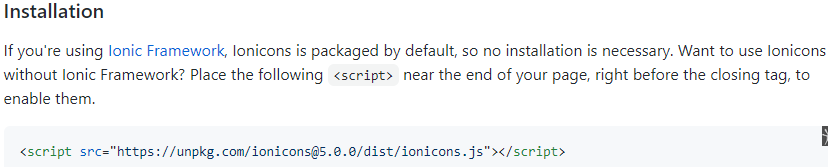 Installation
If you're using Ionic Framework, Ionicons is packaged by default, so no installation is necessary. Want to use Ionicons
without Ionic Framework? Place the following <script> near the end of your page, right before the closing tag, to
enable them.
<script src="https://unpkg.com/ionicons@5.0.0/dist/ionicons.js"></script>